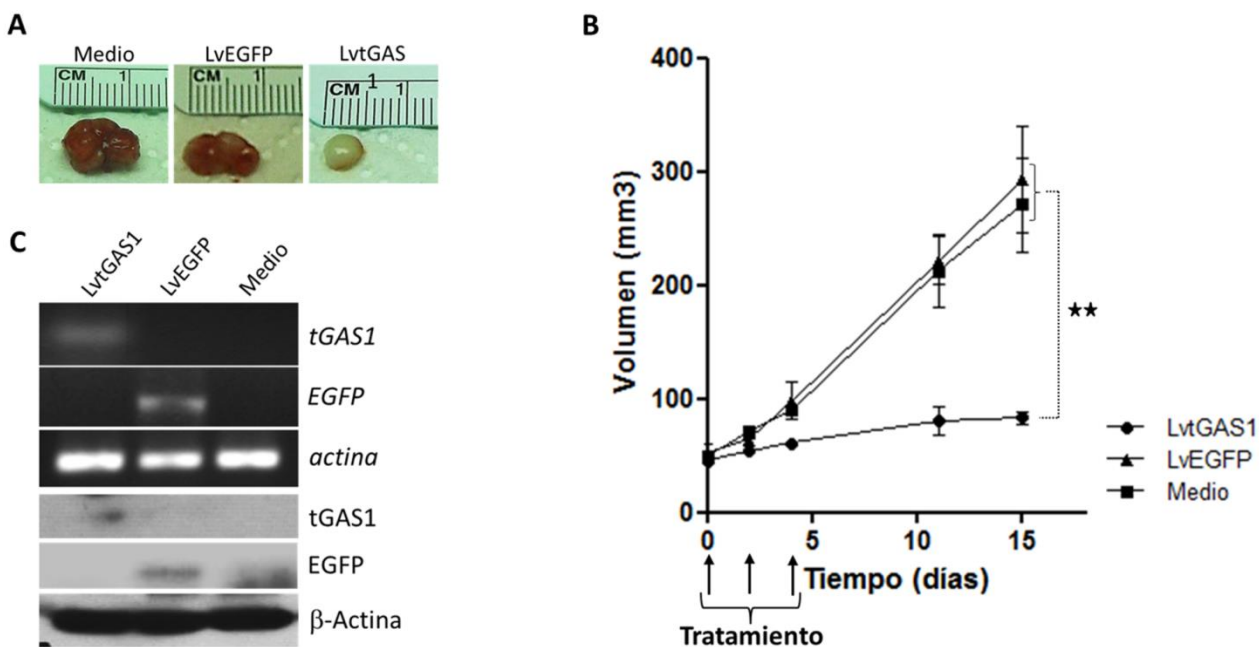 A
Medio
LvEGFP
LvtGAS
CM 1
CM 1
CM 1 1
C
LvtGAS1
LvEGFP
Medio
tGAS1
EGFP
actina
tGAS1
EGFP
β-Actina
B
Volumen (mm3)
400
300
200
100
0
0 5 10 15
Tiempo (días)
Tratamiento
**
LvtGAS1
LvEGFP
Medio